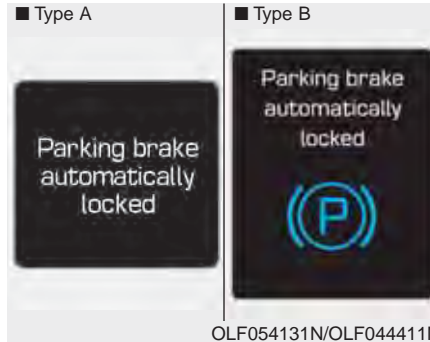 ■ Type A
Parking brake
automatically
locked
■ Type B
Parking brake
automatically
locked
P
OLF054131N/OLF044411